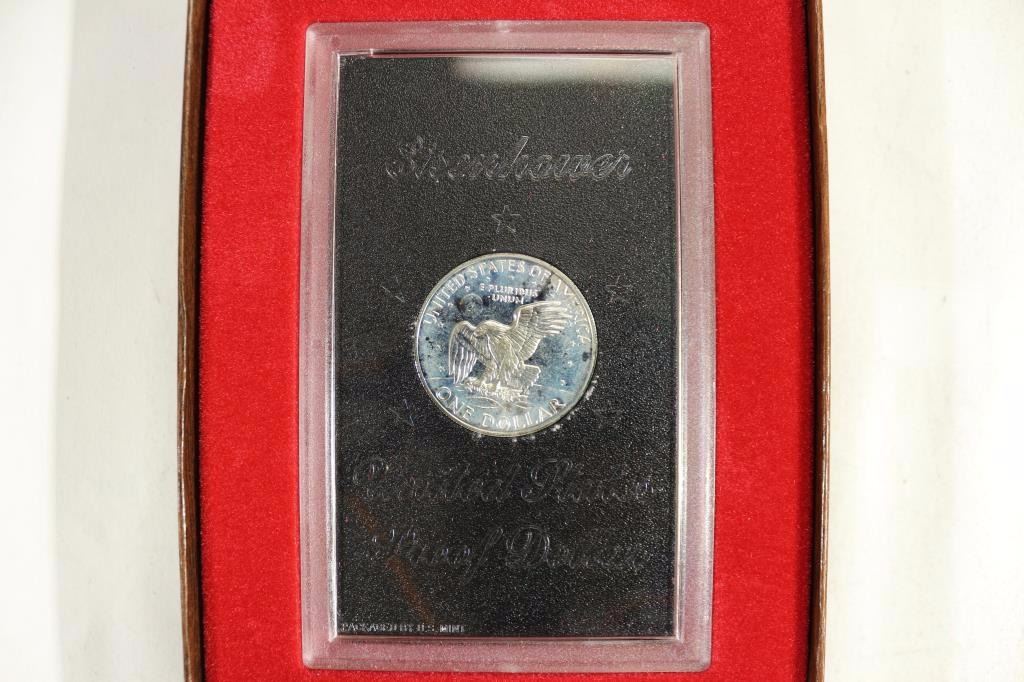 Eisenhower
UNITED STATES OF AMERICA
E PLURIBUS
UNUM
ONE DOLLAR
United States
Proof Dollar
PACKAGED BY U.S. MINT